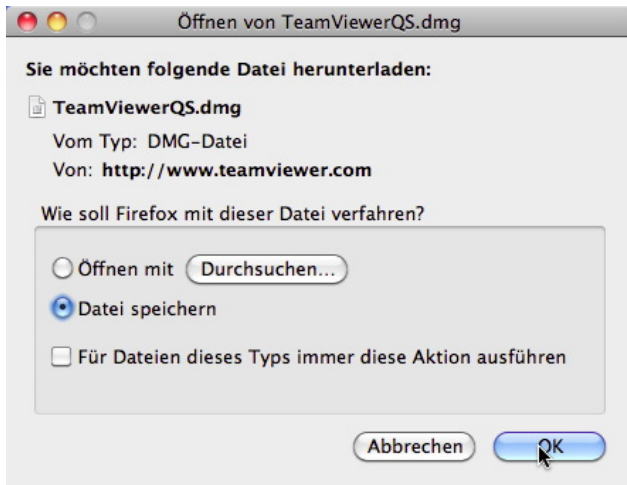 Öffnen von TeamViewerQS.dmg
Sie möchten folgende Datei herunterladen:
TeamViewerQS.dmg
Vom Typ: DMG-Datei
Von: http://www.teamviewer.com
Wie soll Firefox mit dieser Datei verfahren?
Öffnen mit Durchsuchen...
Datei speichern
Für Dateien dieses Typs immer diese Aktion ausführen
Abbrechen OK